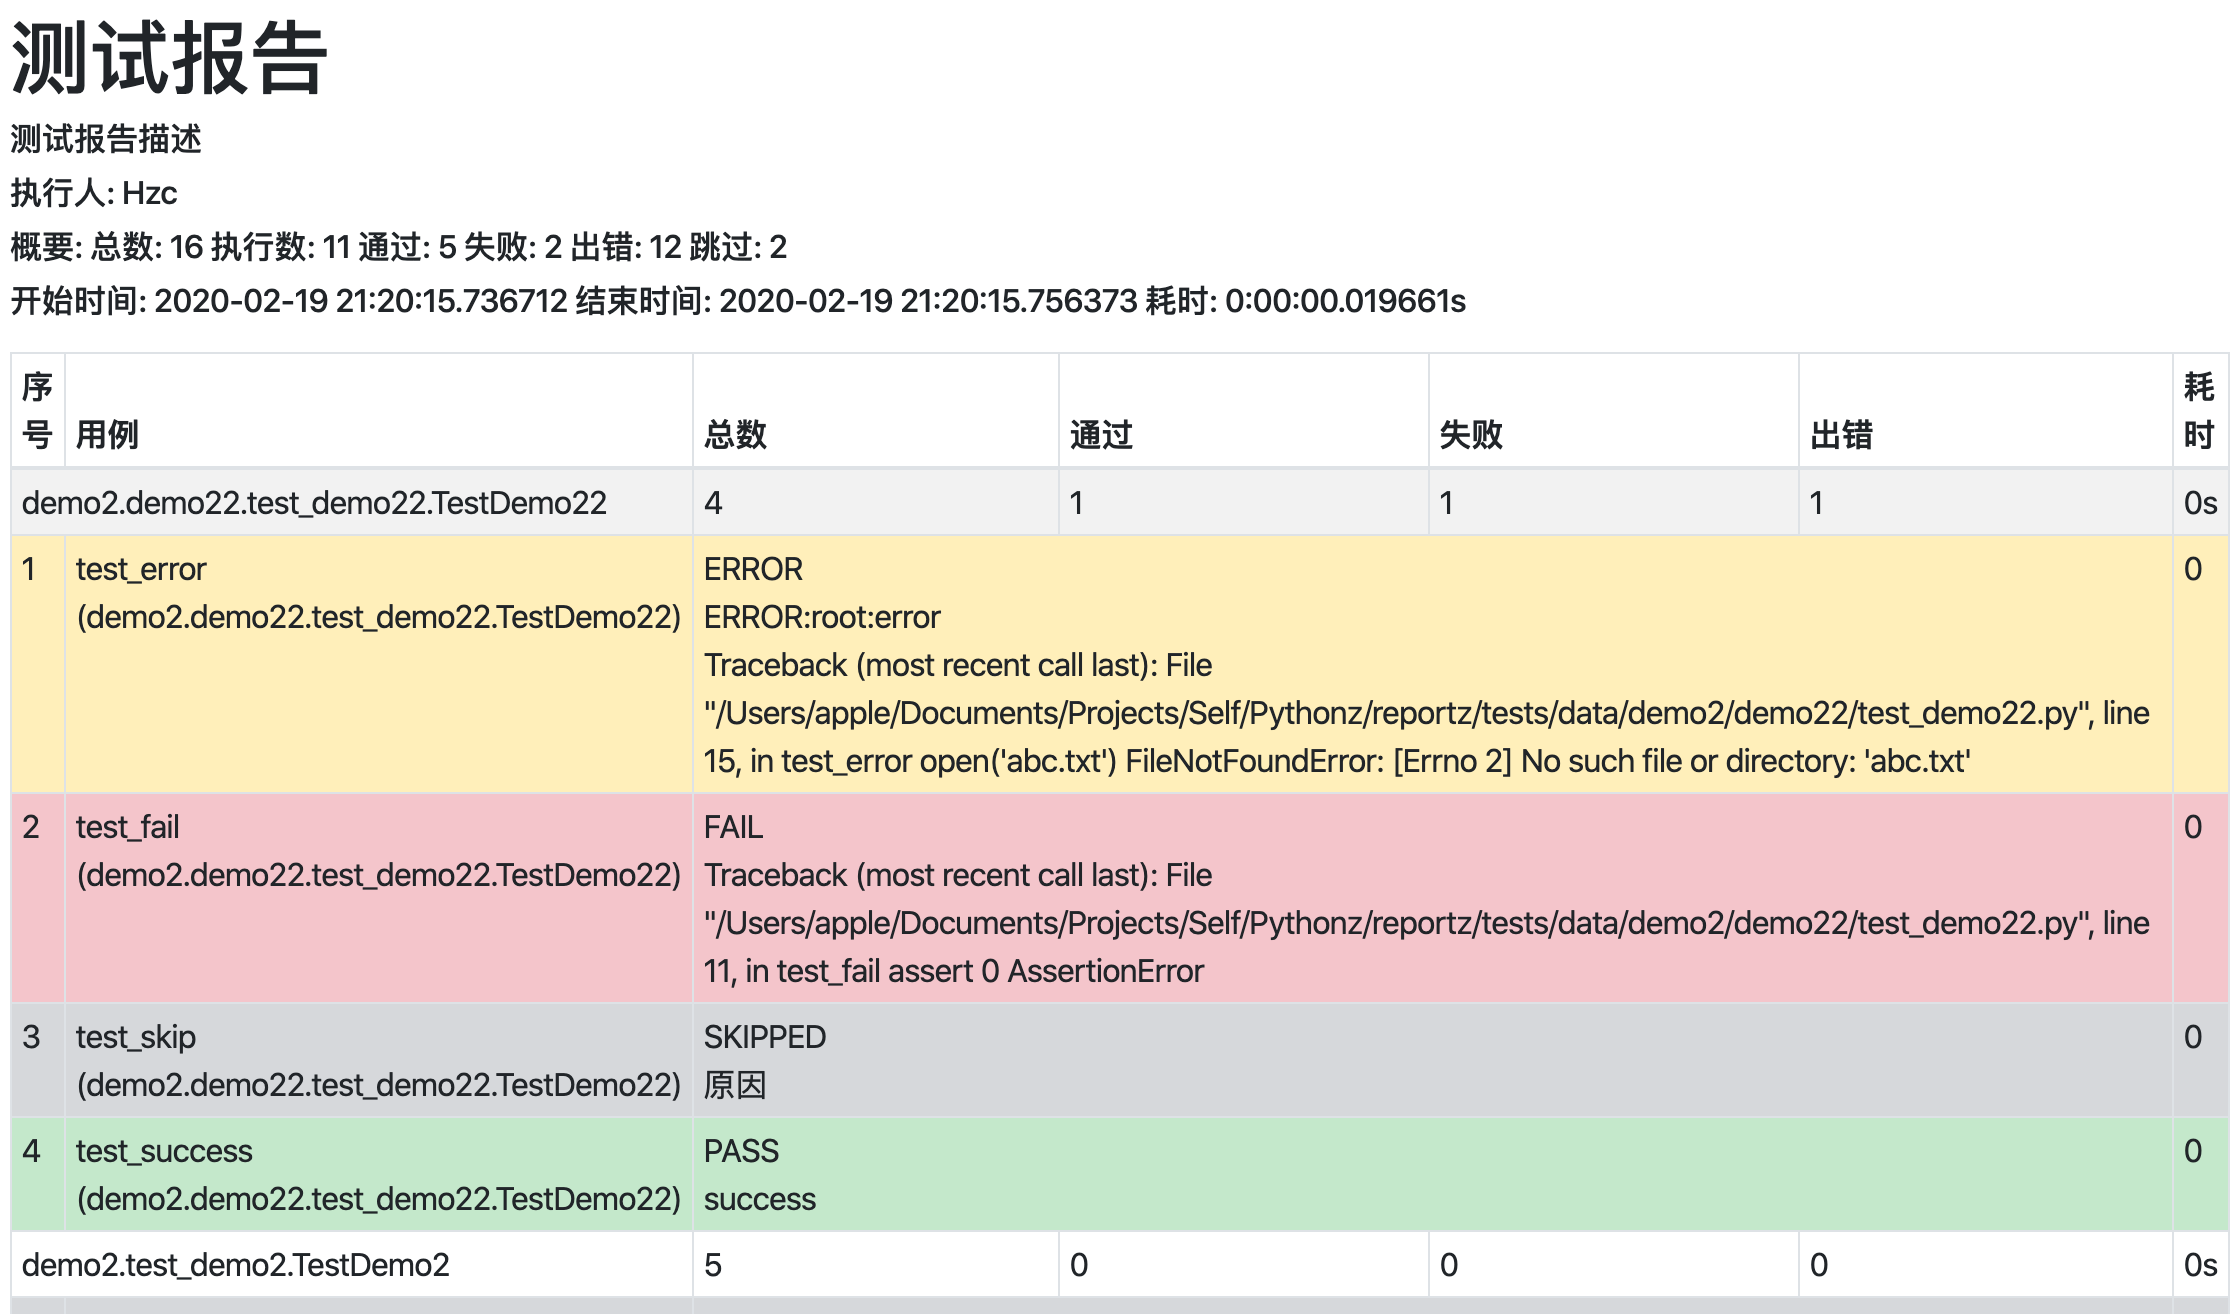 测试报告
测试报告描述
执行人: Hzc
概要: 总数: 16 执行数: 11 通过: 5 失败: 2 出错: 12 跳过: 2
开始时间: 2020-02-19 21:20:15.736712 结束时间: 2020-02-19 21:20:15.756373 耗时: 0:00:00.019661s
序号 用例 总数 通过 失败 出错 耗时
demo2.demo22.test_demo22.TestDemo22 4 1 1 1 0s
1 test_error ERROR 0
(demo2.demo22.test_demo22.TestDemo22) ERROR:root:error
Traceback (most recent call last): File
"/Users/apple/Documents/Projects/Self/Pythonz/reportz/tests/data/demo2/demo22/test_demo22.py", line
15, in test_error open('abc.txt') FileNotFoundError: [Errno 2] No such file or directory: 'abc.txt'
2 test_fail FAIL 0
(demo2.demo22.test_demo22.TestDemo22) Traceback (most recent call last): File
"/Users/apple/Documents/Projects/Self/Pythonz/reportz/tests/data/demo2/demo22/test_demo22.py", line
11, in test_fail assert 0 AssertionError
3 test_skip SKIPPED 0
(demo2.demo22.test_demo22.TestDemo22) 原因
4 test_success PASS 0
(demo2.demo22.test_demo22.TestDemo22) success
demo2.test_demo2.TestDemo2 5 0 0 0 0s